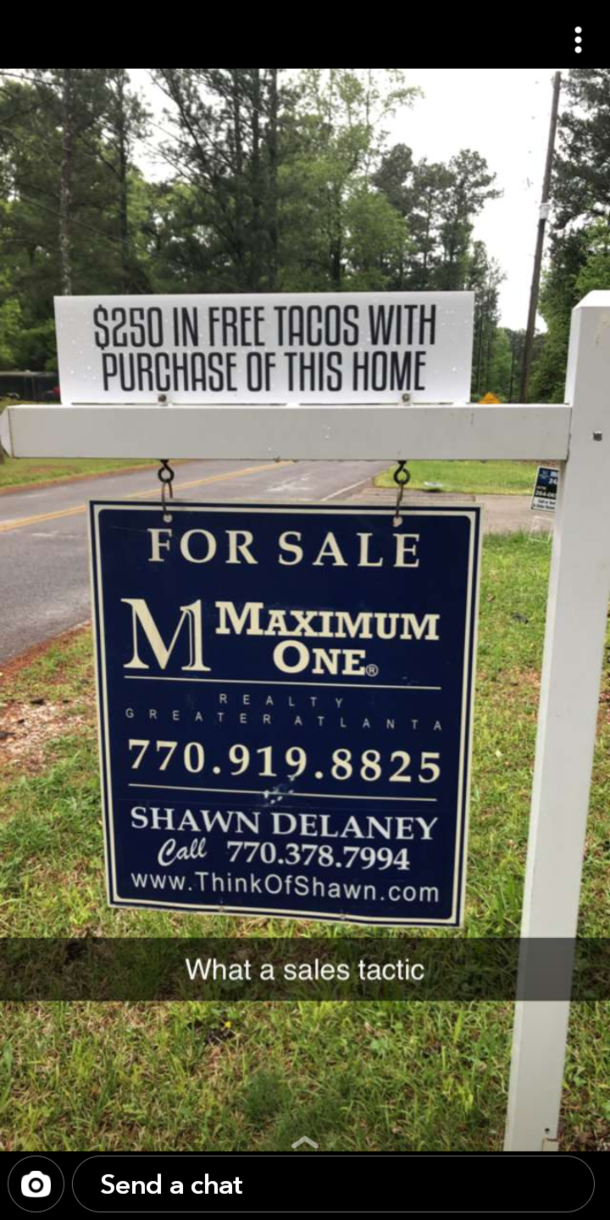 $250 IN FREE TACOS WITH
PURCHASE OF THIS HOME
FOR SALE
M MAXIMUM
ONE®
REALTY
GREATER ATLANTA
770.919.8825
SHAWN DELANEY
Call 770.378.7994
www.ThinkOfShawn.com
What a sales tactic
Send a chat